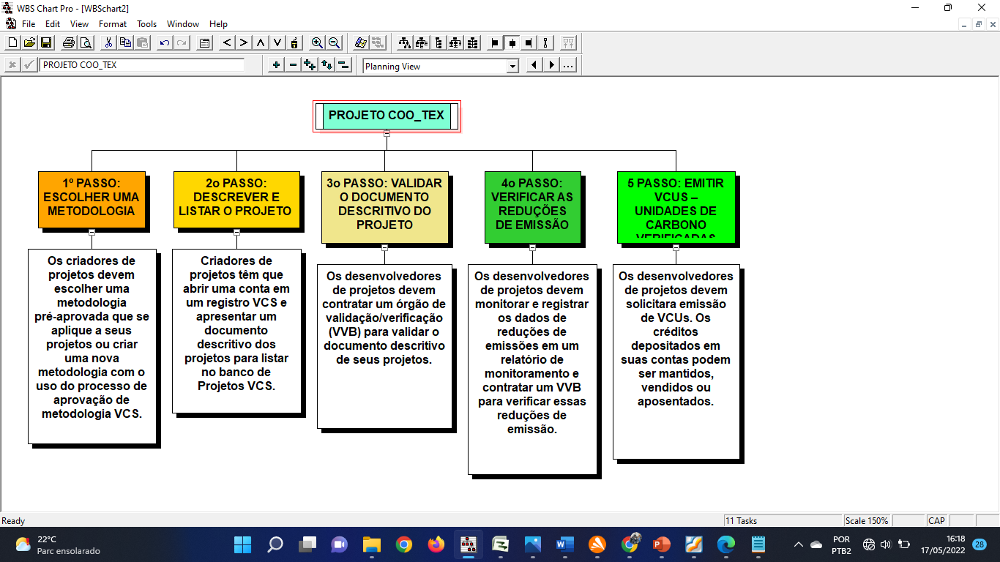 WBS Chart Pro - [WBSchart2]
File Edit View Format Tools Window Help
PROJETO COO_TEX
Planning View
PROJETO COO_TEX
1º PASSO:
ESCOLHER UMA
METODOLOGIA
2o PASSO:
DESCREVER E
LISTAR O PROJETO
3o PASSO: VALIDAR
O DOCUMENTO
DESCRITIVO DO
PROJETO
4o PASSO:
VERIFICAR AS
REDUÇÕES
DE EMISSÃO
5 PASSO: EMITIR
VCUS –
UNIDADES DE
CARBONO
VERIFICADAS
Os criadores de
projetos devem
escolher uma
metodologia
pré-aprovada que se
aplique a seus
projetos ou criar
uma nova
metodologia com o
uso do processo de
aprovação de
metodologia VCS.
Criadores de
projetos têm que
abrir uma conta em
um registro VCS e
apresentar um
documento
descritivo dos
projetos para listar
no banco de
Projetos VCS.
Os desenvolvedores
de projetos devem
contratar um órgão de
validação/verificação
(VVB) para validar o
documento descritivo
de seus projetos.
Os desenvolvedores
de projetos devem
monitorar e registrar
os dados de
reduções de
emissões em um
relatório de
monitoramento e
contratar um VVB
para verificar essas
reduções de
emissão.
Os desenvolvedores
de projetos devem
solicitara emissão
de VCUs. Os
créditos
depositados em
suas contas podem
ser mantidos,
vendidos ou
aposentados.
Ready
11 Tasks
Scale 150%
CAP
22°C
Parc ensolarado
POR
PTB2
16:18
17/05/2022
28